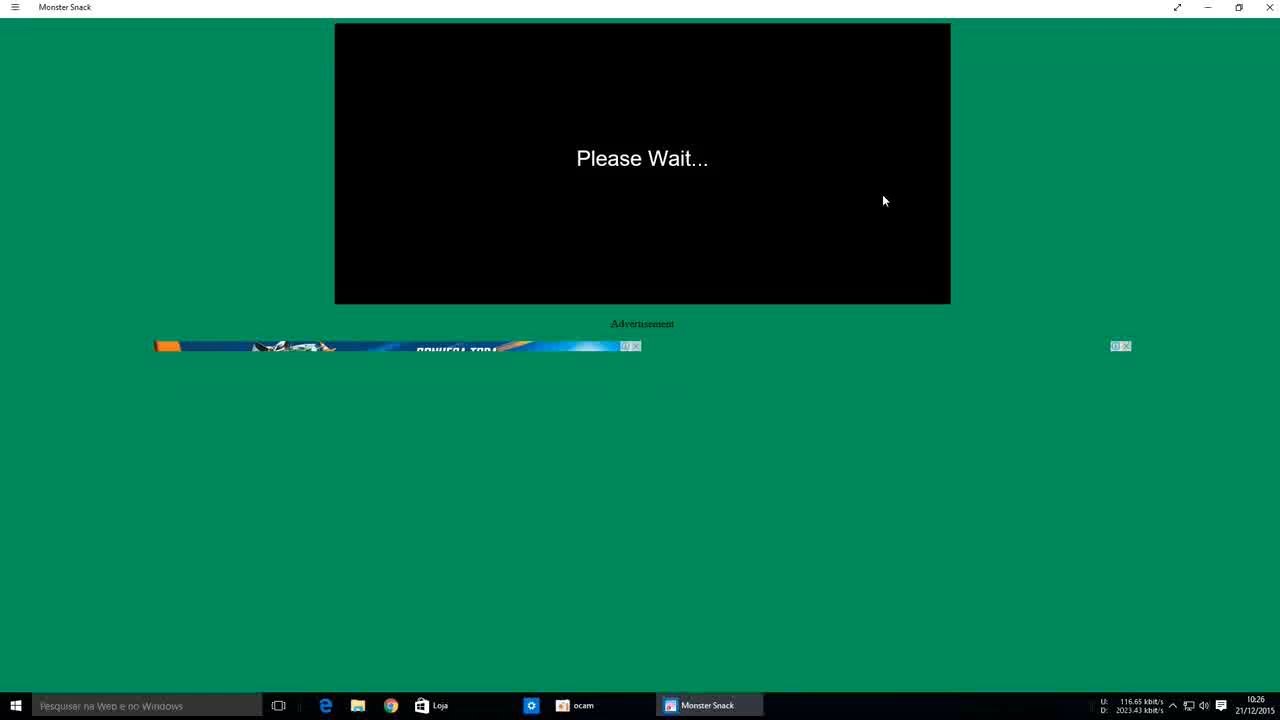 Monster Snack
Please Wait...
Advertisement
Pesquisar na Web e no Windows
Loja
ocam
Monster Snack
U: 116.65 kbit/s
D: 2023.43 kbit/s
10:26
21/12/2015